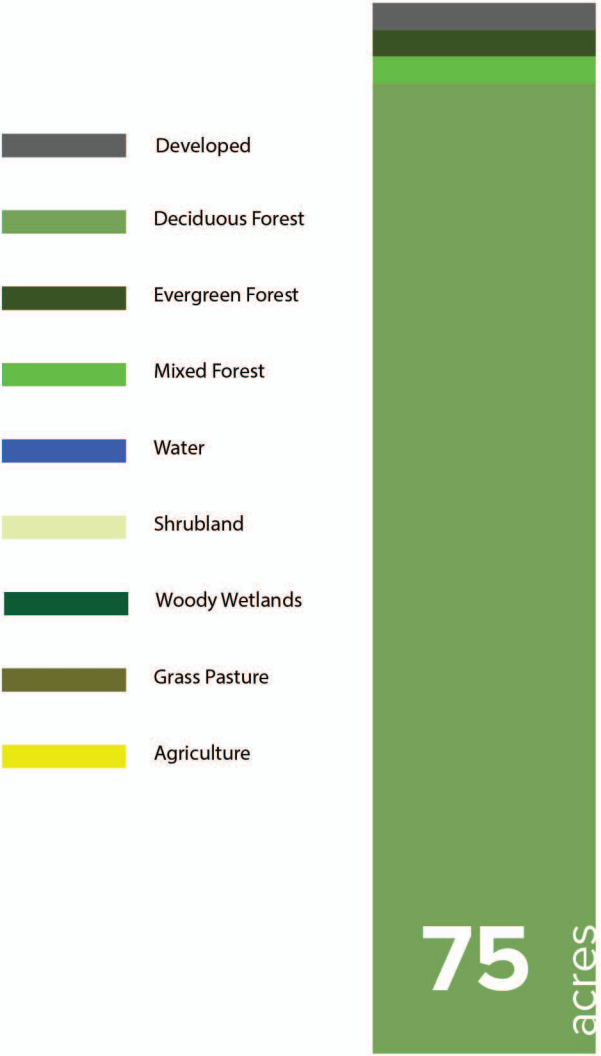 Developed
Deciduous Forest
Evergreen Forest
Mixed Forest
Water
Shrubland
Woody Wetlands
Grass Pasture
Agriculture
75
acres